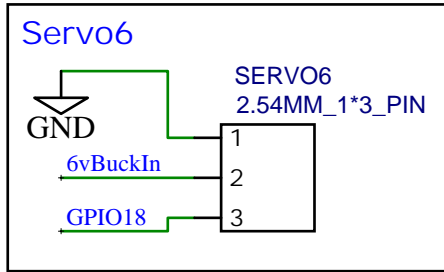 Servo6
SERVO6
2.54MM_1*3_PIN
GND
1
6vBuckIn
2
GPIO18
3